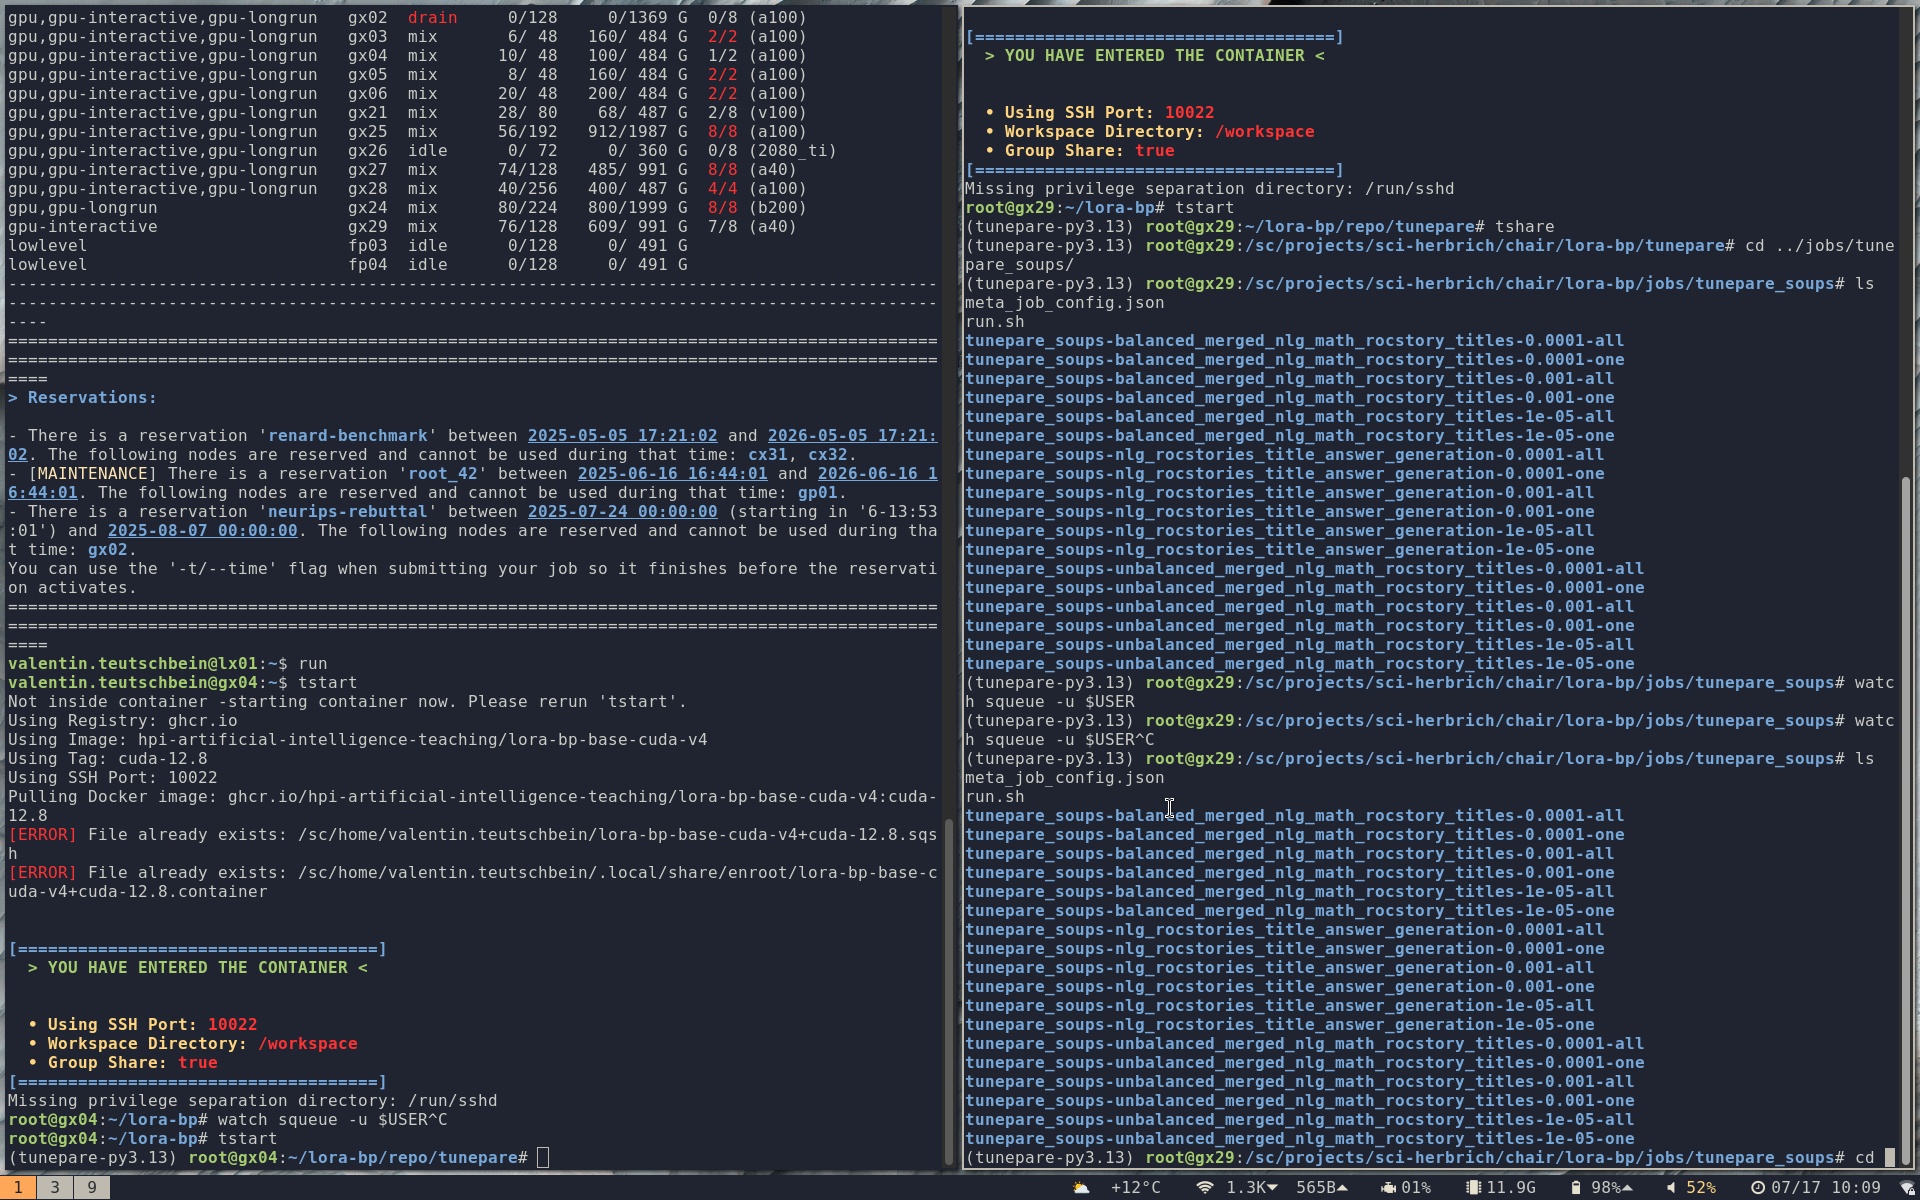 gpu,gpu-interactive,gpu-longrun   gx02  drain     0/128     0/1369 G  0/8 (a100)
gpu,gpu-interactive,gpu-longrun   gx03  mix       6/ 48   160/ 484 G  2/2 (a100)
gpu,gpu-interactive,gpu-longrun   gx04  mix      10/ 48   100/ 484 G  1/2 (a100)
gpu,gpu-interactive,gpu-longrun   gx05  mix       8/ 48   160/ 484 G  2/2 (a100)
gpu,gpu-interactive,gpu-longrun   gx06  mix      20/ 48   200/ 484 G  2/2 (a100)
gpu,gpu-interactive,gpu-longrun   gx21  mix      28/ 80    68/ 487 G  2/8 (v100)
gpu,gpu-interactive,gpu-longrun   gx25  mix      56/192   912/1987 G  8/8 (a100)
gpu,gpu-interactive,gpu-longrun   gx26  idle      0/ 72     0/ 360 G  0/8 (2080_ti)
gpu,gpu-interactive,gpu-longrun   gx27  mix      74/128   485/ 991 G  8/8 (a40)
gpu,gpu-interactive,gpu-longrun   gx28  mix      40/256   400/ 487 G  4/4 (a100)
gpu,gpu-longrun                   gx24  mix      80/224   800/1999 G  8/8 (b200)
gpu-interactive                   gx29  mix      76/128   609/ 991 G  7/8 (a40)
lowlevel                          fp03  idle      0/128     0/ 491 G
lowlevel                          fp04  idle      0/128     0/ 491 G
---------------------------------------------------------------------------------------------
---------------------------------------------------------------------------------------------
----
=============================================================================================
=============================================================================================
====
> Reservations:
- There is a reservation 'renard-benchmark' between 2025-05-05 17:21:02 and 2026-05-05 17:21:
02. The following nodes are reserved and cannot be used during that time: cx31, cx32.
- [MAINTENANCE] There is a reservation 'root_42' between 2025-06-16 16:44:01 and 2026-06-16 1
6:44:01. The following nodes are reserved and cannot be used during that time: gp01.
- There is a reservation 'neurips-rebuttal' between 2025-07-24 00:00:00 (starting in '6-13:53
:01') and 2025-08-07 00:00:00. The following nodes are reserved and cannot be used during tha
t time: gx02.
You can use the '-t/--time' flag when submitting your job so it finishes before the reservati
on activates.
=============================================================================================
=============================================================================================
====
valentin.teutschbein@lx01:~$ run
valentin.teutschbein@gx04:~$ tstart
Not inside container -starting container now. Please rerun 'tstart'.
Using Registry: ghcr.io
Using Image: hpi-artificial-intelligence-teaching/lora-bp-base-cuda-v4
Using Tag: cuda-12.8
Using SSH Port: 10022
Pulling Docker image: ghcr.io/hpi-artificial-intelligence-teaching/lora-bp-base-cuda-v4:cuda-
12.8
[ERROR] File already exists: /sc/home/valentin.teutschbein/lora-bp-base-cuda-v4+cuda-12.8.sqs
h
[ERROR] File already exists: /sc/home/valentin.teutschbein/.local/share/enroot/lora-bp-base-c
uda-v4+cuda-12.8.container
[====================================]
> YOU HAVE ENTERED THE CONTAINER <
• Using SSH Port: 10022
• Workspace Directory: /workspace
• Group Share: true
[====================================]
Missing privilege separation directory: /run/sshd
root@gx04:~/lora-bp# watch squeue -u $USER^C
root@gx04:~/lora-bp# tstart
(tunepare-py3.13) root@gx04:~/lora-bp/repo/tunepare#
[====================================]
> YOU HAVE ENTERED THE CONTAINER <
• Using SSH Port: 10022
• Workspace Directory: /workspace
• Group Share: true
[====================================]
Missing privilege separation directory: /run/sshd
root@gx29:~/lora-bp# tstart
(tunepare-py3.13) root@gx29:~/lora-bp/repo/tunepare# tshare
(tunepare-py3.13) root@gx29:/sc/projects/sci-herbrich/chair/lora-bp/tunepare# cd ../jobs/tune
pare_soups/
(tunepare-py3.13) root@gx29:/sc/projects/sci-herbrich/chair/lora-bp/jobs/tunepare_soups# ls
meta_job_config.json
run.sh
tunepare_soups-balanced_merged_nlg_math_rocstory_titles-0.0001-all
tunepare_soups-balanced_merged_nlg_math_rocstory_titles-0.0001-one
tunepare_soups-balanced_merged_nlg_math_rocstory_titles-0.001-all
tunepare_soups-balanced_merged_nlg_math_rocstory_titles-0.001-one
tunepare_soups-balanced_merged_nlg_math_rocstory_titles-1e-05-all
tunepare_soups-balanced_merged_nlg_math_rocstory_titles-1e-05-one
tunepare_soups-nlg_rocstories_title_answer_generation-0.0001-all
tunepare_soups-nlg_rocstories_title_answer_generation-0.0001-one
tunepare_soups-nlg_rocstories_title_answer_generation-0.001-all
tunepare_soups-nlg_rocstories_title_answer_generation-0.001-one
tunepare_soups-nlg_rocstories_title_answer_generation-1e-05-all
tunepare_soups-nlg_rocstories_title_answer_generation-1e-05-one
tunepare_soups-unbalanced_merged_nlg_math_rocstory_titles-0.0001-all
tunepare_soups-unbalanced_merged_nlg_math_rocstory_titles-0.0001-one
tunepare_soups-unbalanced_merged_nlg_math_rocstory_titles-0.001-all
tunepare_soups-unbalanced_merged_nlg_math_rocstory_titles-0.001-one
tunepare_soups-unbalanced_merged_nlg_math_rocstory_titles-1e-05-all
tunepare_soups-unbalanced_merged_nlg_math_rocstory_titles-1e-05-one
(tunepare-py3.13) root@gx29:/sc/projects/sci-herbrich/chair/lora-bp/jobs/tunepare_soups# watc
h squeue -u $USER
(tunepare-py3.13) root@gx29:/sc/projects/sci-herbrich/chair/lora-bp/jobs/tunepare_soups# watc
h squeue -u $USER^C
(tunepare-py3.13) root@gx29:/sc/projects/sci-herbrich/chair/lora-bp/jobs/tunepare_soups# ls
meta_job_config.json
run.sh
tunepare_soups-balanced_merged_nlg_math_rocstory_titles-0.0001-all
tunepare_soups-balanced_merged_nlg_math_rocstory_titles-0.0001-one
tunepare_soups-balanced_merged_nlg_math_rocstory_titles-0.001-all
tunepare_soups-balanced_merged_nlg_math_rocstory_titles-0.001-one
tunepare_soups-balanced_merged_nlg_math_rocstory_titles-1e-05-all
tunepare_soups-balanced_merged_nlg_math_rocstory_titles-1e-05-one
tunepare_soups-nlg_rocstories_title_answer_generation-0.0001-all
tunepare_soups-nlg_rocstories_title_answer_generation-0.0001-one
tunepare_soups-nlg_rocstories_title_answer_generation-0.001-all
tunepare_soups-nlg_rocstories_title_answer_generation-0.001-one
tunepare_soups-nlg_rocstories_title_answer_generation-1e-05-all
tunepare_soups-nlg_rocstories_title_answer_generation-1e-05-one
tunepare_soups-unbalanced_merged_nlg_math_rocstory_titles-0.0001-all
tunepare_soups-unbalanced_merged_nlg_math_rocstory_titles-0.0001-one
tunepare_soups-unbalanced_merged_nlg_math_rocstory_titles-0.001-all
tunepare_soups-unbalanced_merged_nlg_math_rocstory_titles-0.001-one
tunepare_soups-unbalanced_merged_nlg_math_rocstory_titles-1e-05-all
tunepare_soups-unbalanced_merged_nlg_math_rocstory_titles-1e-05-one
(tunepare-py3.13) root@gx29:/sc/projects/sci-herbrich/chair/lora-bp/jobs/tunepare_soups# cd
1 3 9 +12°C 1.3K 565B 01% 11.9G 98% 52% 07/17 10:09